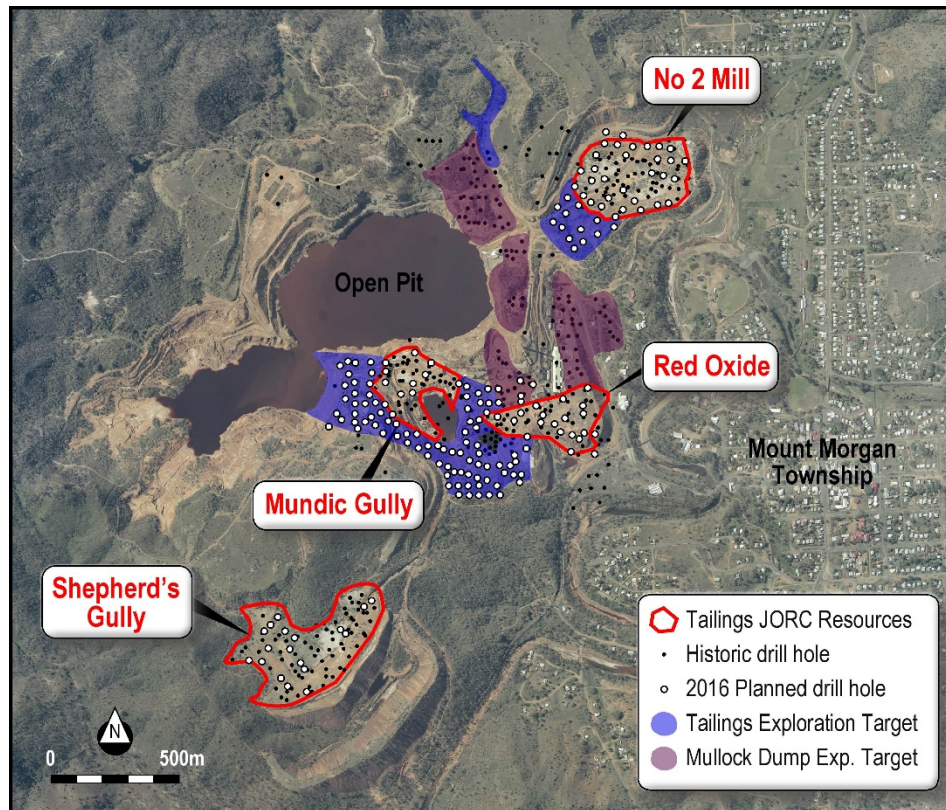 No 2 Mill
Open Pit
Red Oxide
Mount Morgan
Township
Mundic Gully
Shepherd's
Gully
Tailings JORC Resources
Historic drill hole
2016 Planned drill hole
Tailings Exploration Target
Mullock Dump Exp. Target
N
0 500m